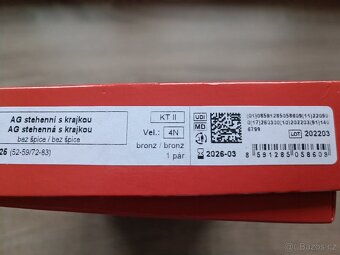 AG stehenní s krajkou
AG stehenná s krajkou
bez špice / bez špice
(52-59/72-83)
KT II
Vel.: 4N
bronz / bronz
1 pár
UDI
MD
2026-03
LOT 202203
8 591285 058609